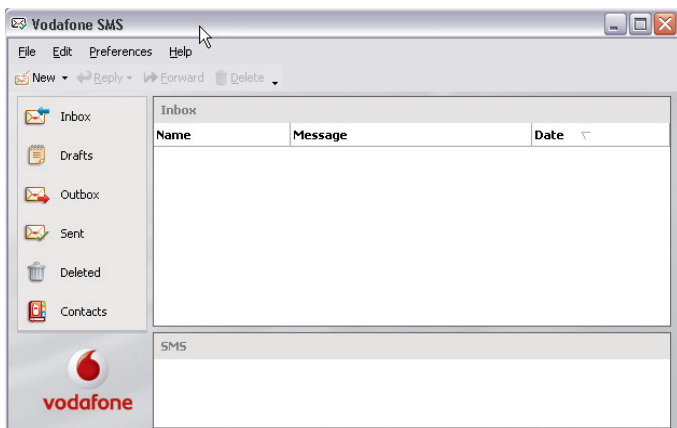 Vodafone SMS
File Edit Preferences Help
New Reply Forward Delete
Inbox
Drafts
Outbox
Sent
Deleted
Contacts
vodafone
Inbox
Name Message Date
SMS